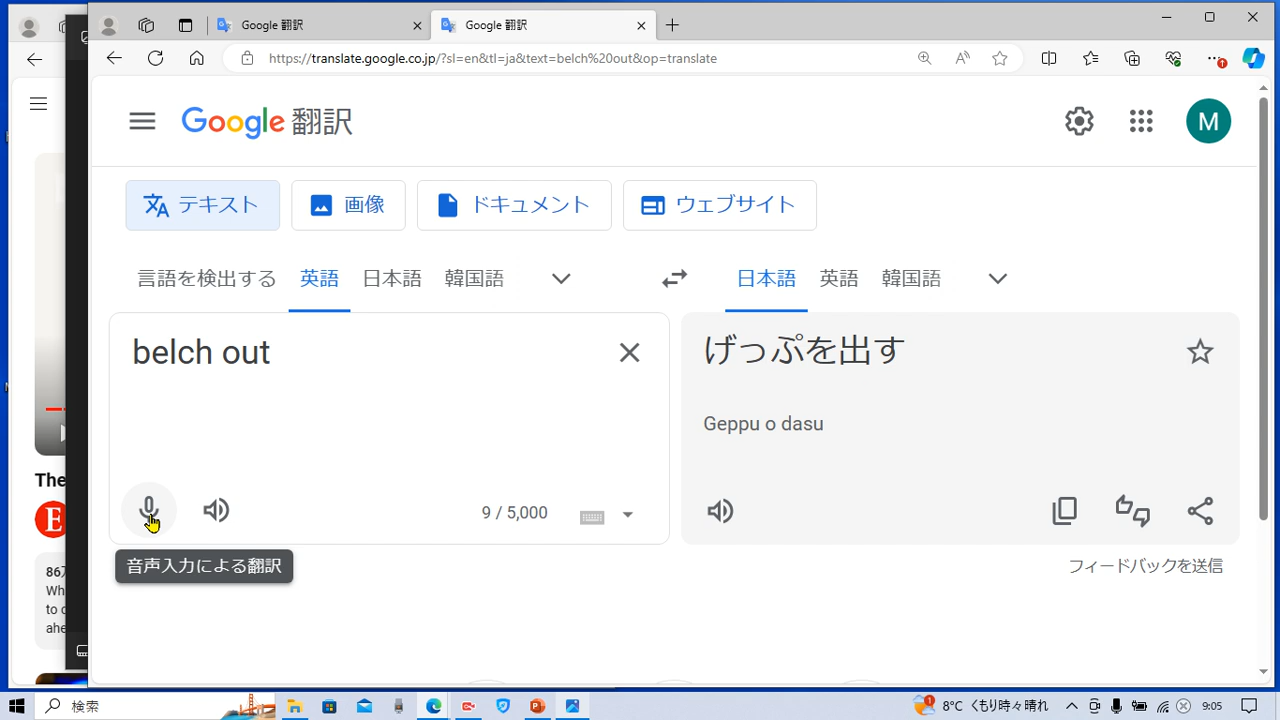 Google 翻訳
Google 翻訳
https://translate.google.co.jp/?sl=en&tl=ja&text=belch%20out&op=translate
Google 翻訳
M
テキスト
画像
ドキュメント
ウェブサイト
言語を検出する
英語
日本語
韓国語
日本語
英語
韓国語
belch out
げっぷを出す
Geppu o dasu
9 / 5,000
音声入力による翻訳
フィードバックを送信
The
E
Wh
to c
ahe
検索
1
8°C くもり時々晴れ
9:05